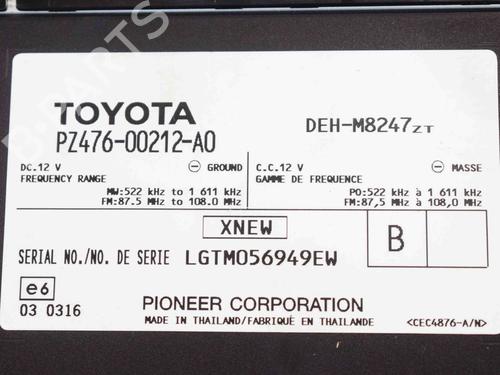 TOYOTA
PZ476-00212-A0
DEH-M8247ZT
DC.12 V ⊖ GROUND
FREQUENCY RANGE
MW:522 kHz to 1 611 kHz
FM:87.5 MHz to 108.0 MHz
C.C.12 V ⊖ MASSE
GAMME DE FREQUENCE
PO:522 kHz à 1 611 kHz
FM:87,5 MHz à 108,0 MHz
XNEW
B
SERIAL NO./NO. DE SERIE LGTM056949EW
e6
03 0316
PIONEER CORPORATION
MADE IN THAILAND/FABRIQUÉ EN THAILANDE
<CEC4876-A/N>
B-PARTS